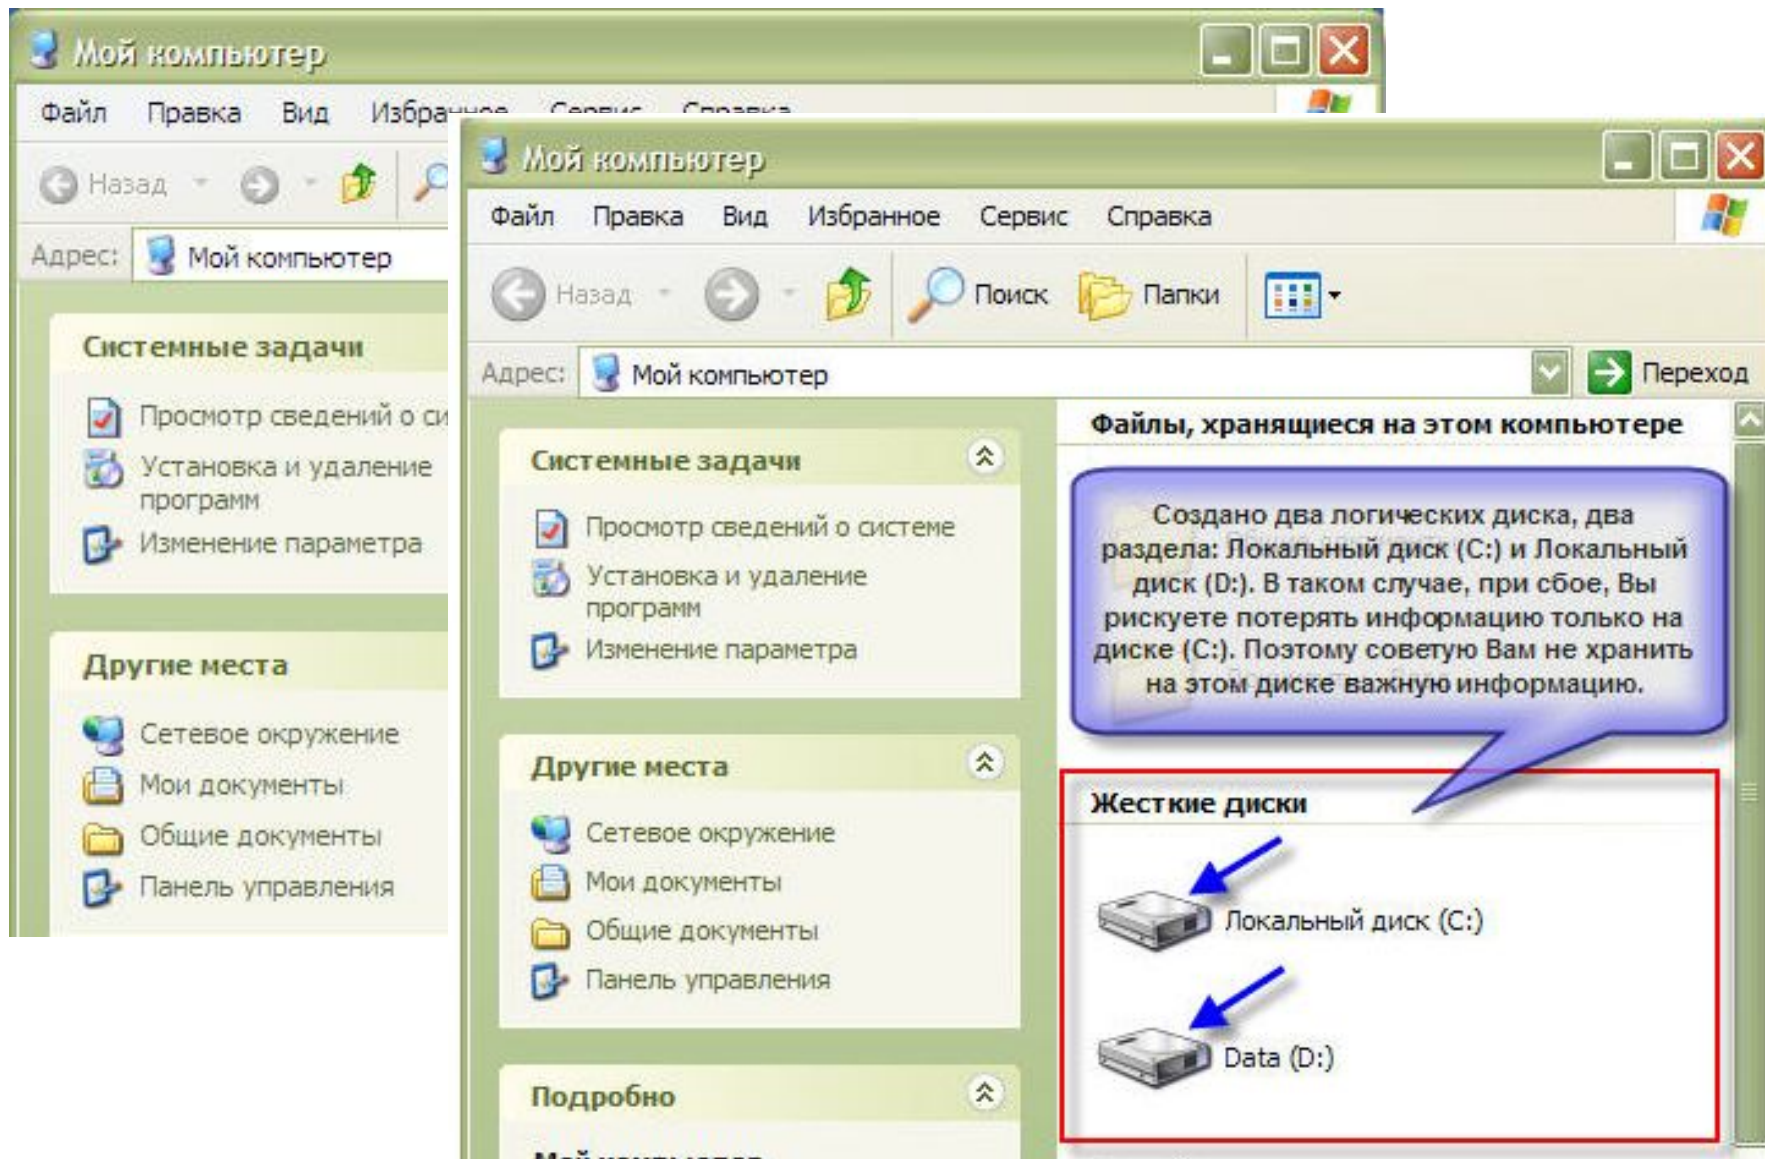 Мой компьютер
Файл Правка Вид Избранное Сервис Справка
Назад
Адрес: Мой компьютер
Системные задачи
Просмотр сведений о
Установка и удаление
программ
Изменение параметра
Другие места
Сетевое окружение
Мои документы
Общие документы
Панель управления
Мой компьютер
Файл Правка Вид Избранное Сервис Справка
Назад Поиск Папки
Адрес: Мой компьютер Переход
Системные задачи
Просмотр сведений о системе
Установка и удаление
программ
Изменение параметра
Другие места
Сетевое окружение
Мои документы
Общие документы
Панель управления
Подробно
Мой компьютер
Файлы, хранящиеся на этом компьютере
Создано два логических диска, два
раздела: Локальный диск (C:) и Локальный
диск (D:). В таком случае, при сбое, Вы
рискуете потерять информацию только на
диске (C:). Поэтому советую Вам не хранить
на этом диске важную информацию.
Жесткие диски
Локальный диск (C:)
Data (D:)